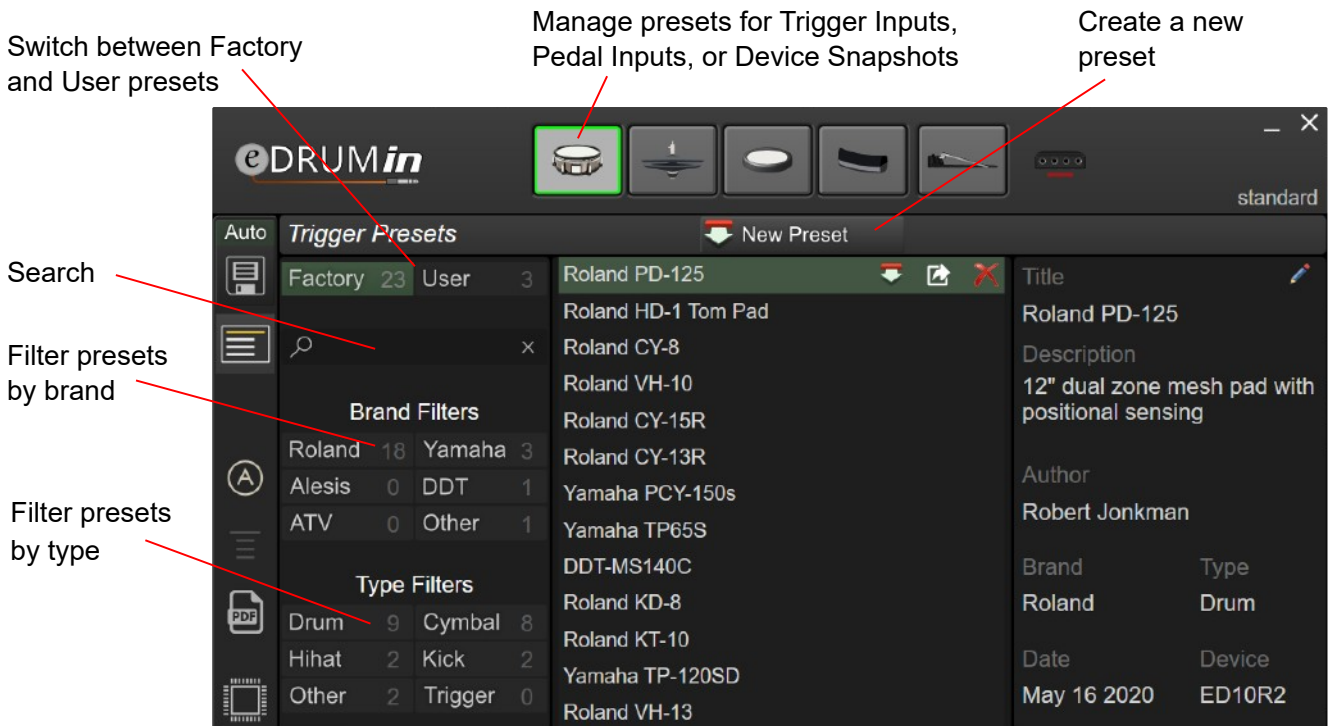 Manage presets for Trigger Inputs,
Pedal Inputs, or Device Snapshots
Create a new
preset
Switch between Factory
and User presets
eDRUMin
standard
Auto
Trigger Presets
New Preset
Search
Filter presets
by brand
Filter presets
by type
Factory 23 User 3
Brand Filters
Roland 18 Yamaha 3
Alesis 0 DDT 1
ATV 0 Other 1
Type Filters
Drum 9 Cymbal 8
Hihat 2 Kick 2
Other 2 Trigger 0
A
PDF
Roland PD-125
Roland HD-1 Tom Pad
Roland CY-8
Roland VH-10
Roland CY-15R
Roland CY-13R
Yamaha PCY-150s
Yamaha TP65S
DDT-MS140C
Roland KD-8
Roland KT-10
Yamaha TP-120SD
Roland VH-13
Title
Roland PD-125
Description
12" dual zone mesh pad with
positional sensing
Author
Robert Jonkman
Brand Type
Roland Drum
Date Device
May 16 2020 ED10R2